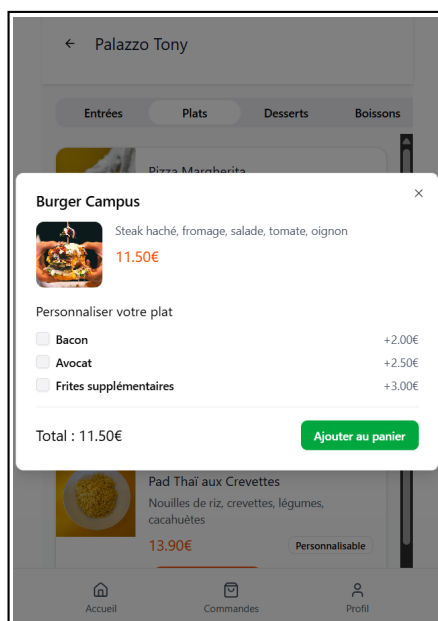 Palazzo Tony
Entrées Plats Desserts Boissons
Pizza Margherita
Burger Campus
Steak haché, fromage, salade, tomate, oignon
11.50€
Personnaliser votre plat
Bacon +2.00€
Avocat +2.50€
Frites supplémentaires +3.00€
Total : 11.50€ Ajouter au panier
Pad Thaï aux Crevettes
Nouilles de riz, crevettes, légumes,
cacahuètes
13.90€ Personnalisable
Accueil Commandes Profil